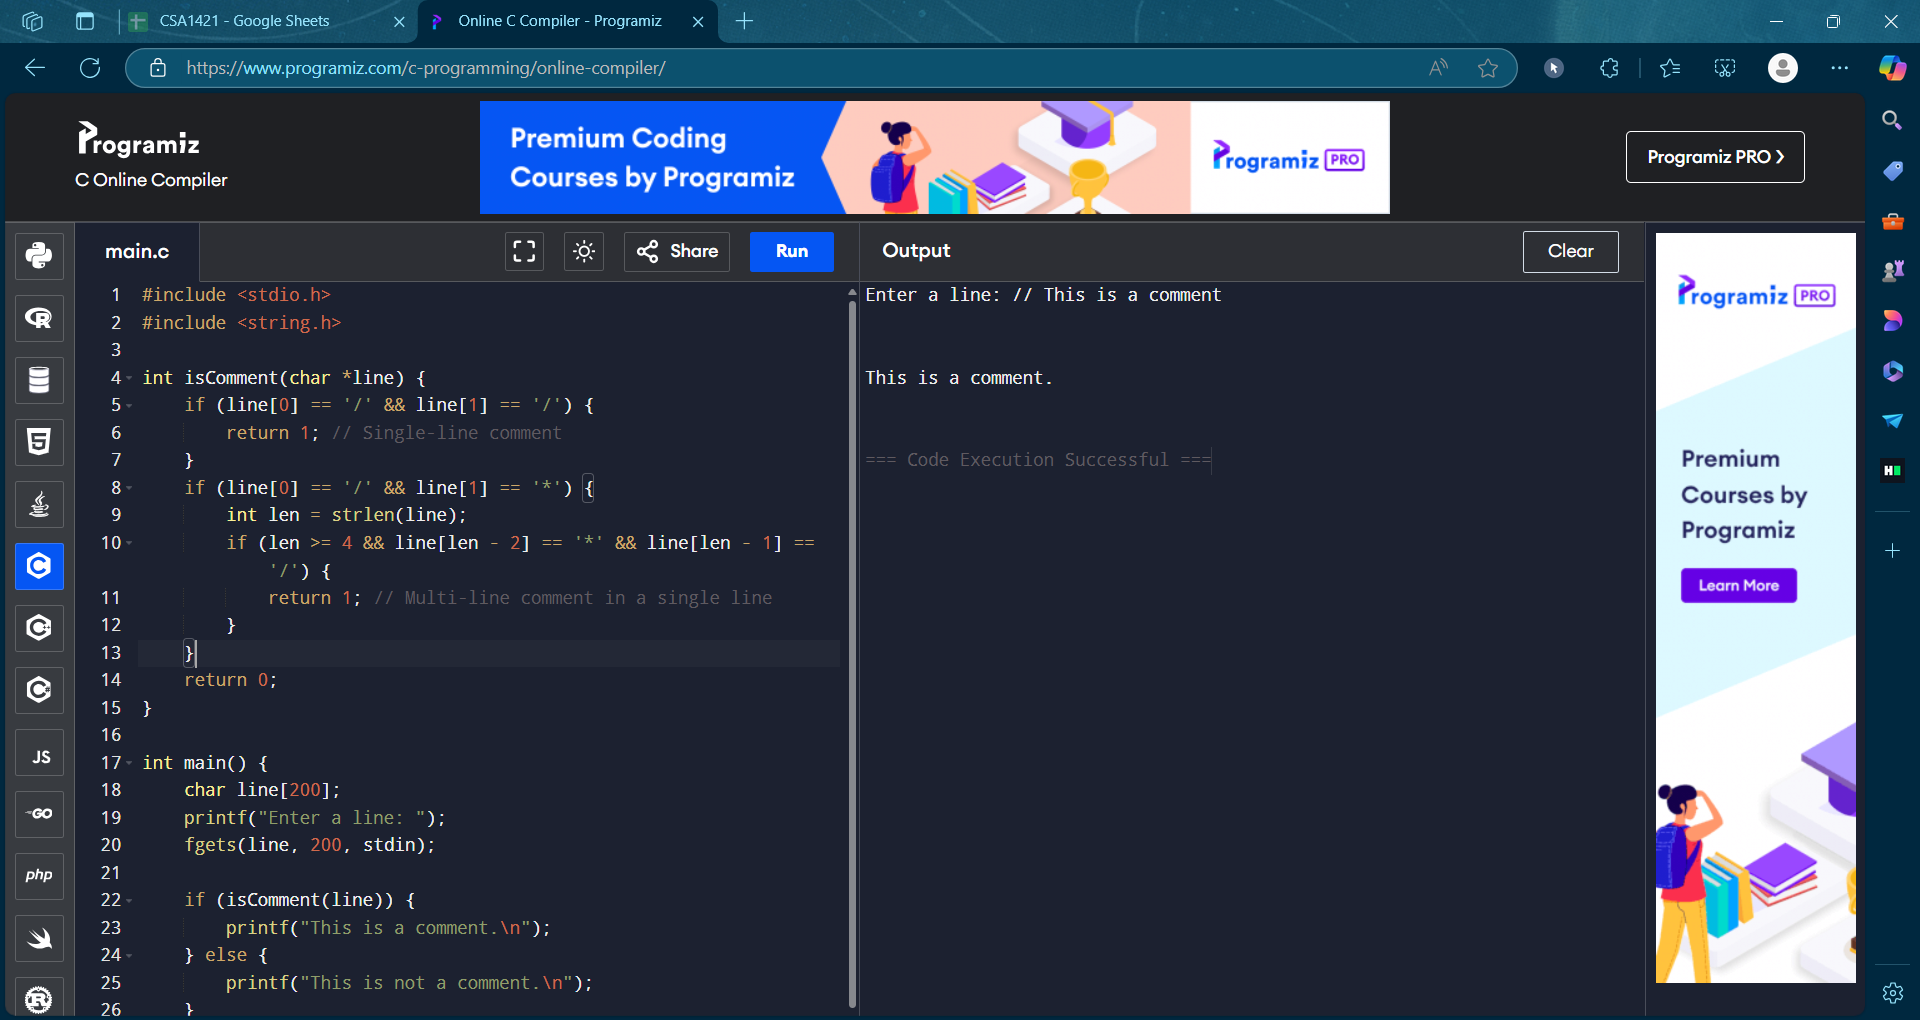 CSA1421 - Google Sheets
Online C Compiler - Programiz
https://www.programiz.com/c-programming/online-compiler/
Programiz
C Online Compiler
Premium Coding
Courses by Programiz
Programiz PRO
Programiz PRO >
main.c
Share
Run
Output
Clear
1 #include <stdio.h>
2 #include <string.h>
3
4 int isComment(char *line) {
5 if (line[0] == '/' && line[1] == '/') {
6 return 1; // Single-line comment
7 }
8 if (line[0] == '/' && line[1] == '*') {
9 int len = strlen(line);
10 if (len >= 4 && line[len - 2] == '*' && line[len - 1] ==
'/') {
11 return 1; // Multi-line comment in a single line
12 }
13 }
14 return 0;
15 }
16
17 int main() {
18 char line[200];
19 printf("Enter a line: ");
20 fgets(line, 200, stdin);
21
22 if (isComment(line)) {
23 printf("This is a comment.\n");
24 } else {
25 printf("This is not a comment.\n");
26 }
Enter a line: // This is a comment
This is a comment.
=== Code Execution Successful ===
JS
GO
php
Programiz PRO
Premium
Courses by
Programiz
Learn More